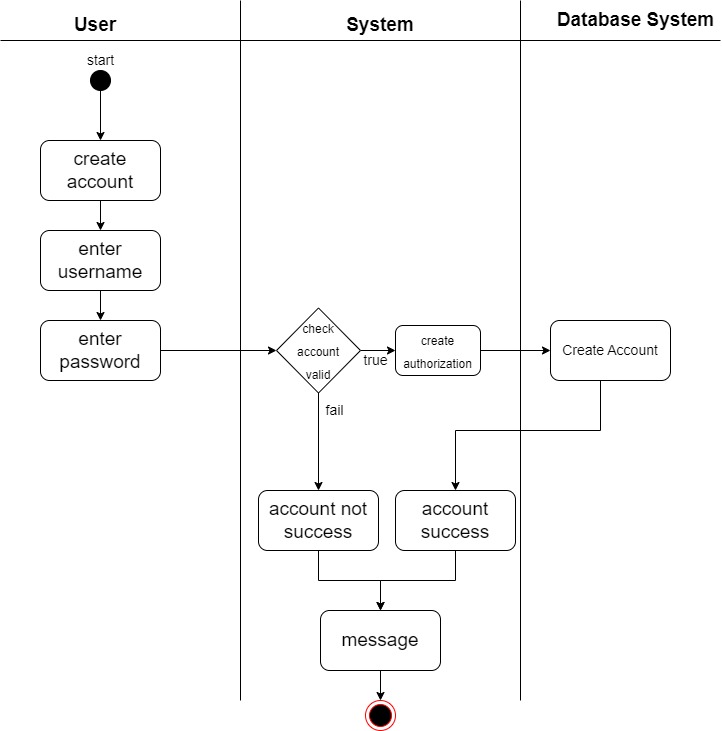 User
System
Database System
start
create
account
enter
username
enter
password
check
account
valid
true
create
authorization
Create Account
fail
account not
success
account
success
message